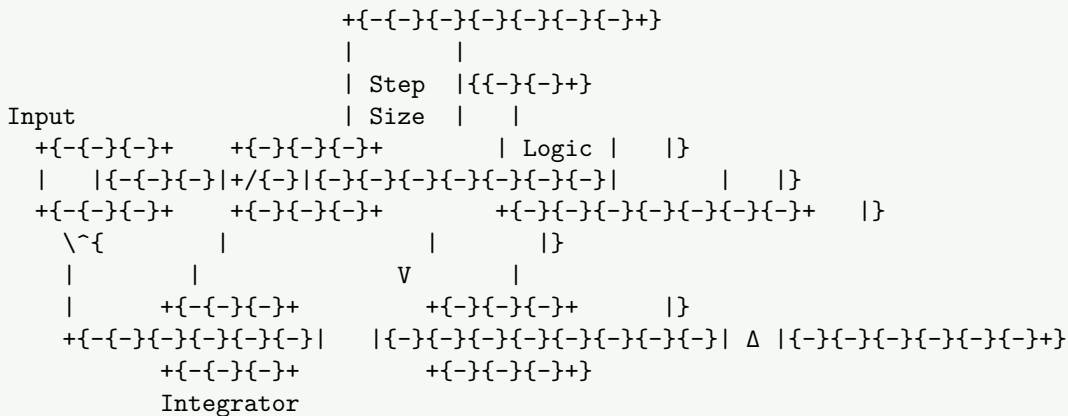 +{-{-}{-}{-}{-}{-}{-}+}
|        |
| Step  |{{-}{-}+}
Input | Size  |   |
+{-{-}{-}+    +{-}{-}{-}+        | Logic |   |}
|   |{-{-}{-}|+/{-}|{-}{-}{-}{-}{-}{-}{-}|       |   |}
+{-{-}{-}+    +{-}{-}{-}+        +{-}{-}{-}{-}{-}{-}{-}+   |}
\^{        |              |       |}
|        |             V       |
|      +{-{-}{-}+         +{-}{-}{-}+      |}
+{-{-}{-}{-}{-}{-}|   |{-}{-}{-}{-}{-}{-}{-}{-}| Δ |{-}{-}{-}{-}{-}{-}+}
+{-{-}{-}+         +{-}{-}{-}+}
Integrator